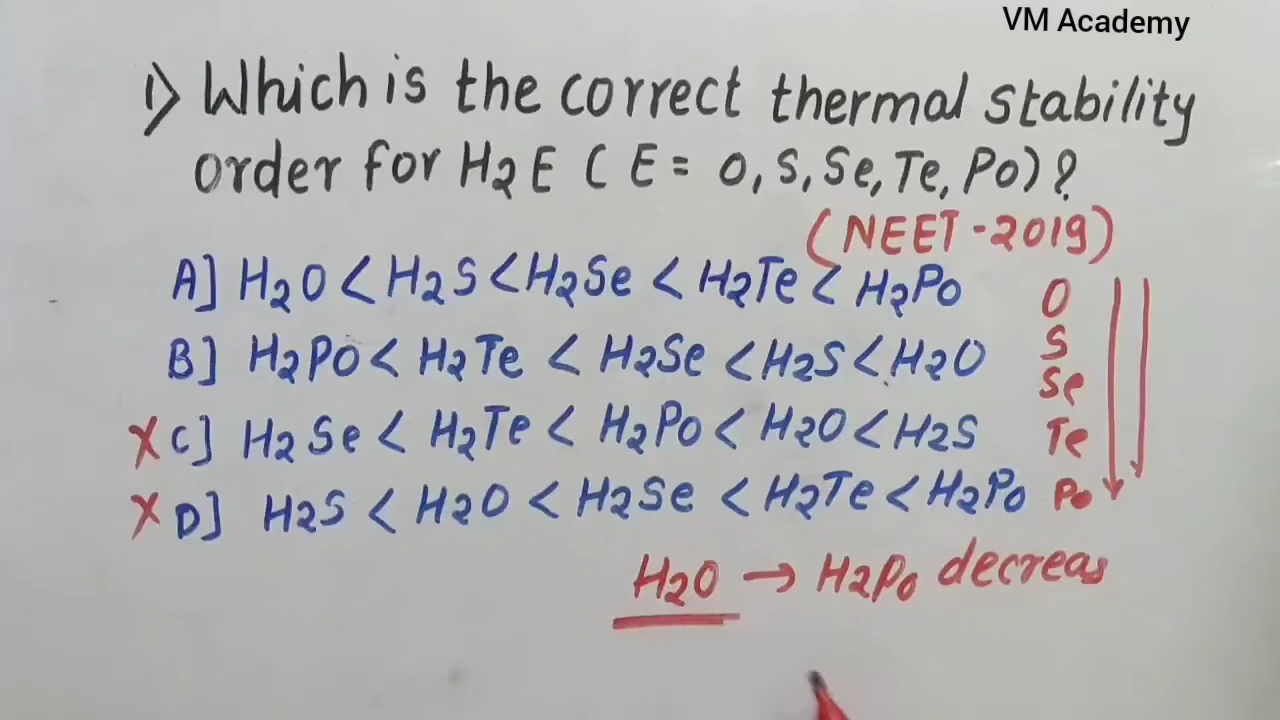 VM Academy
1) Which is the correct thermal stability
order for H2E ( E = O, S, Se, Te, Po) ?
(NEET - 2019)
A] H2O < H2S < H2Se < H2Te < H2Po
B] H2Po < H2Te < H2Se < H2S < H2O
X C] H2Se < H2Te < H2Po < H2O < H2S
X D] H2S < H2O < H2Se < H2Te < H2Po
O
S
Se
Te
Po
H2O → H2Po decreas